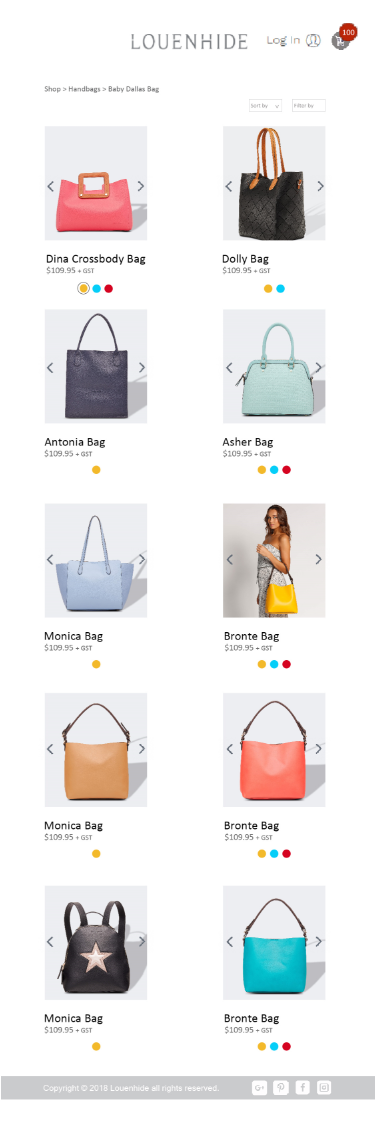 100
LOUENHIDE Log In
Shop > Handbags > Baby Dallas Bag
Sort by Filter by
Dina Crossbody Bag Dolly Bag
$109.95 + GST $109.95 + GST
Antonia Bag Asher Bag
$109.95 + GST $109.95 + GST
Monica Bag Bronte Bag
$109.95 + GST $109.95 + GST
Monica Bag Bronte Bag
$109.95 + GST $109.95 + GST
Monica Bag Bronte Bag
$109.95 + GST $109.95 + GST
Copyright © 2018 Louenhide all rights reserved. G+